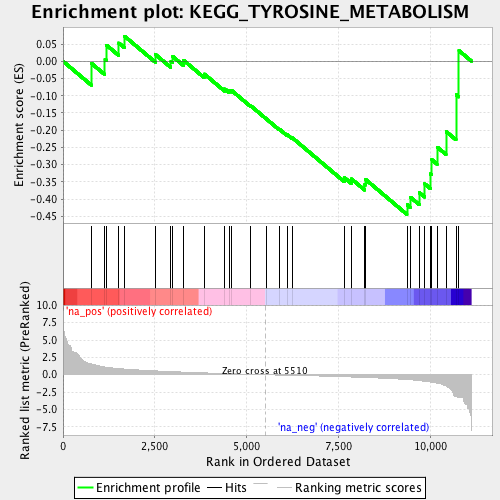 Enrichment plot: KEGG_TYROSINE_METABOLISM
Enrichment score (ES)
0.05
0.00
-0.05
-0.10
-0.15
-0.20
-0.25
-0.30
-0.35
-0.40
-0.45
Ranked list metric (PreRanked)
10.0
7.5
5.0
2.5
0.0
-2.5
-5.0
-7.5
'na_pos' (positively correlated)
Zero cross at 5510
'na_neg' (negatively correlated)
0 2,500 5,000 7,500 10,000
Rank in Ordered Dataset
Enrichment profile Hits Ranking metric scores